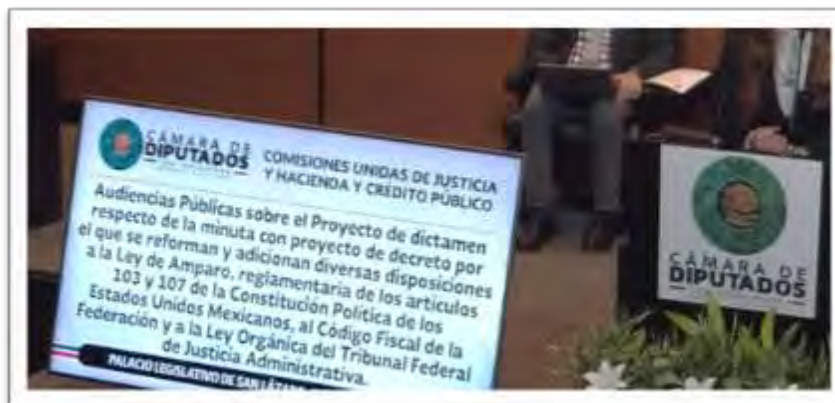 CÁMARA DE
DIPUTADOS
COMISIONES UNIDAS DE JUSTICIA
Y HACIENDA Y CRÉDITO PÚBLICO
Audiencias Públicas sobre el Proyecto de dictamen
respecto de la minuta con proyecto de decreto por
el que se reforman y adicionan diversas disposiciones
a la Ley de Amparo, reglamentaria de los artículos
103 y 107 de la Constitución Política de los
Estados Unidos Mexicanos, al Código Fiscal de la
Federación y a la Ley Orgánica del Tribunal Federal
de Justicia Administrativa.
PALACIO LEGISLATIVO DE SAN LÁZARO
CÁMARA DE
DIPUTADOS